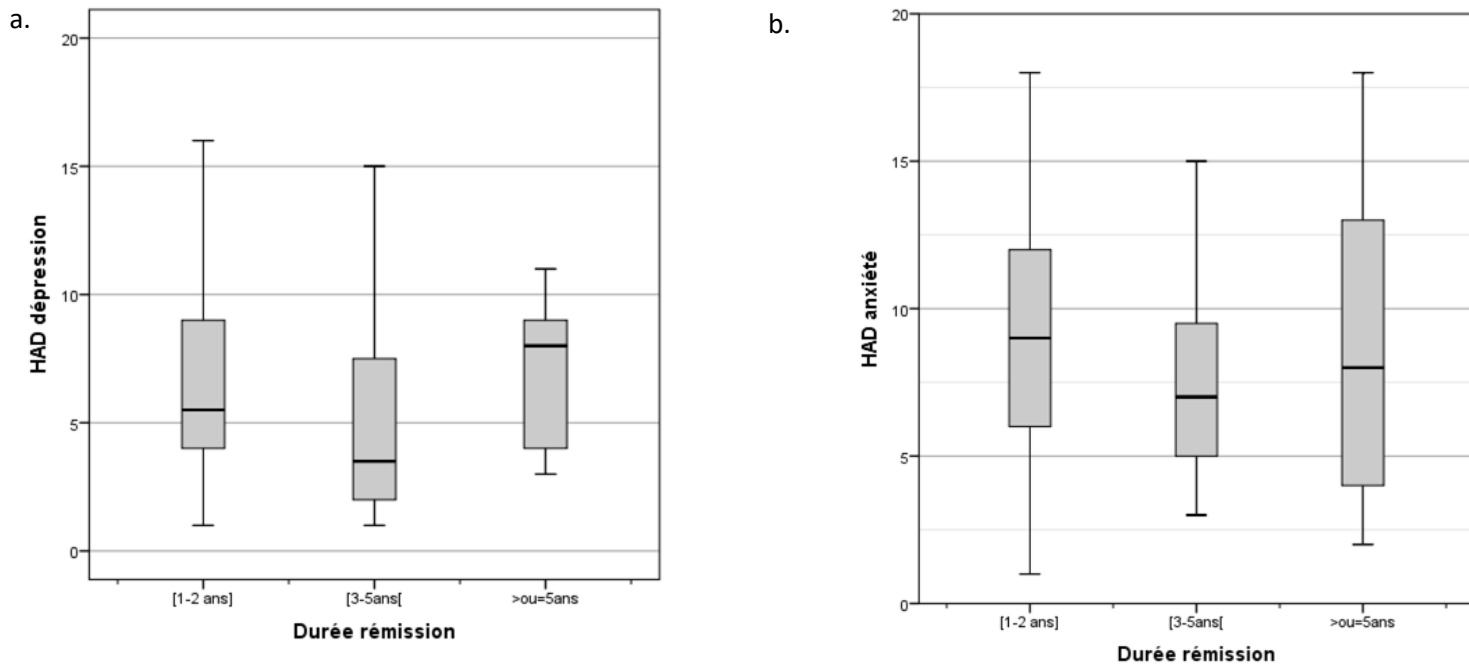 a.
20
15
10
5
0
HAD dépression
[1-2 ans]
[3-5ans[
>ou=5ans
Durée rémission
b.
20
15
10
5
0
HAD anxiété
[1-2 ans]
[3-5ans[
>ou=5ans
Durée rémission